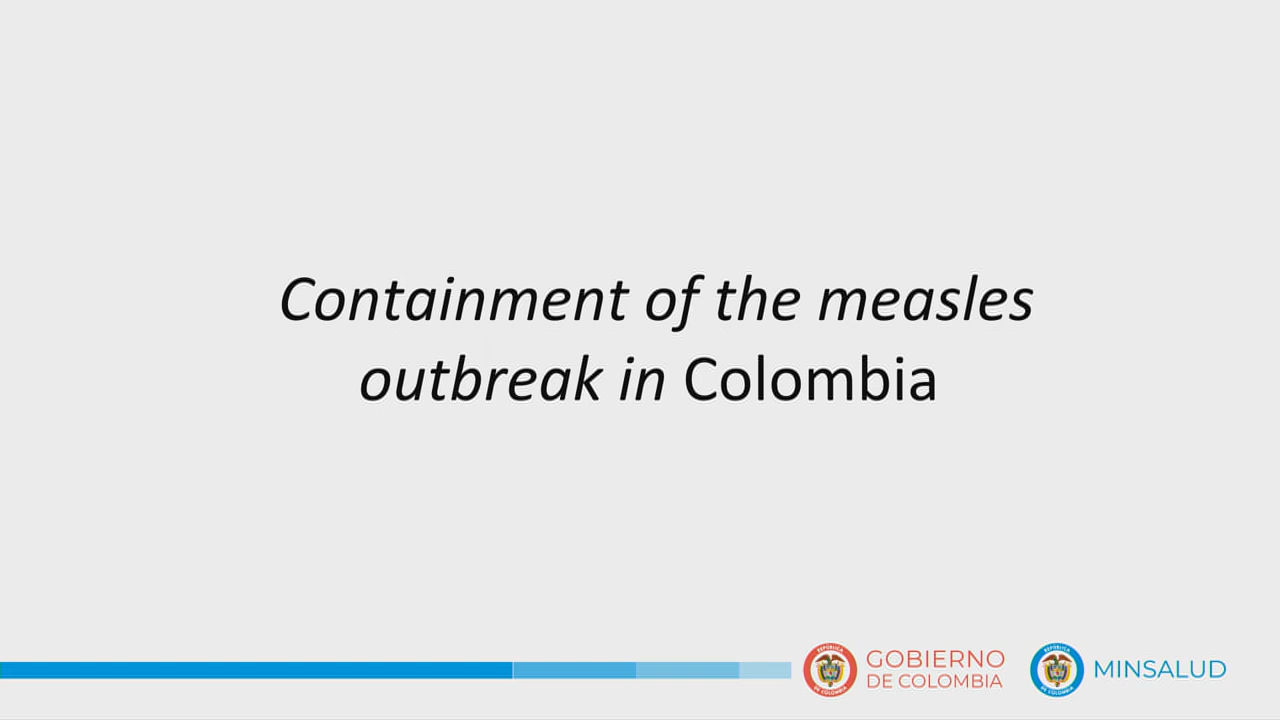 Containment of the measles
outbreak in Colombia
GOBIERNO
DE COLOMBIA
MINSALUD